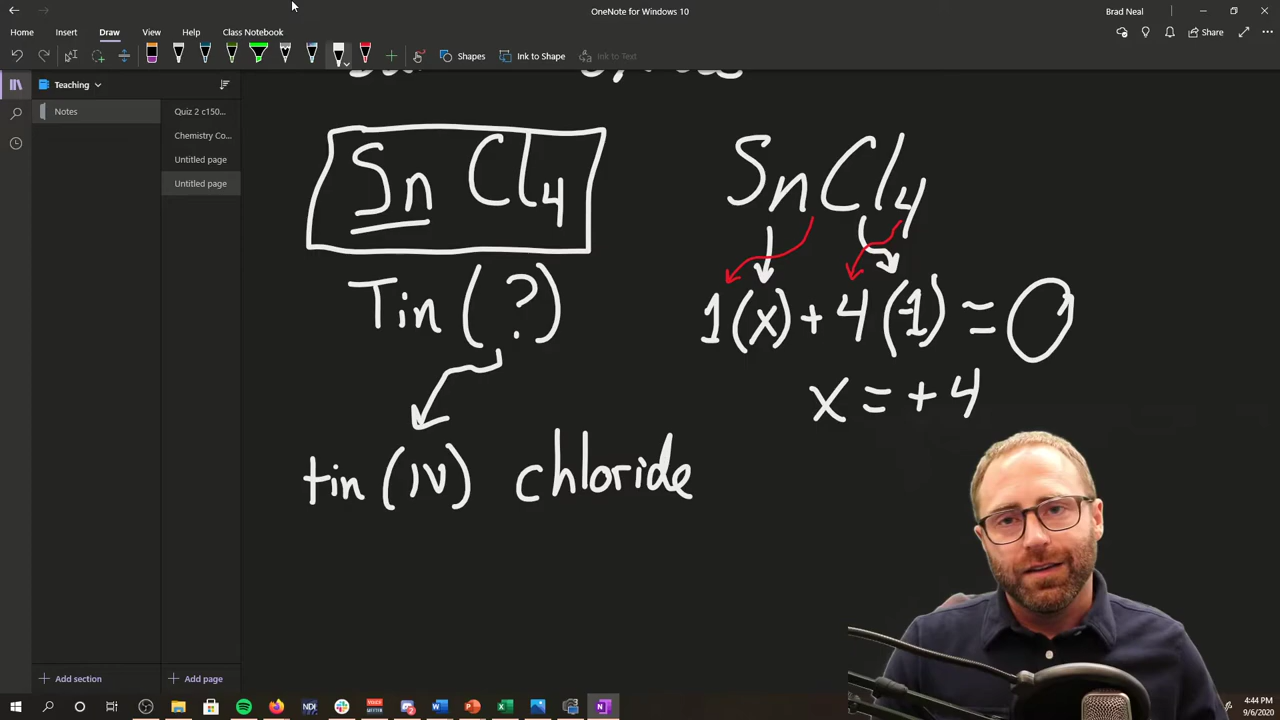 OneNote for Windows 10
Brad Neal
Home
Insert
Draw
View
Help
Class Notebook
Share
Shapes
Ink to Shape
Ink to Text
Teaching
Notes
Quiz 2 c150...
Chemistry Co...
Untitled page
Untitled page
SnCl4
Tin (?)
tin (IV) chloride
SnCl4
1(x) + 4(-1) = 0
x = +4
Add section
Add page
4:44 PM
9/6/2020